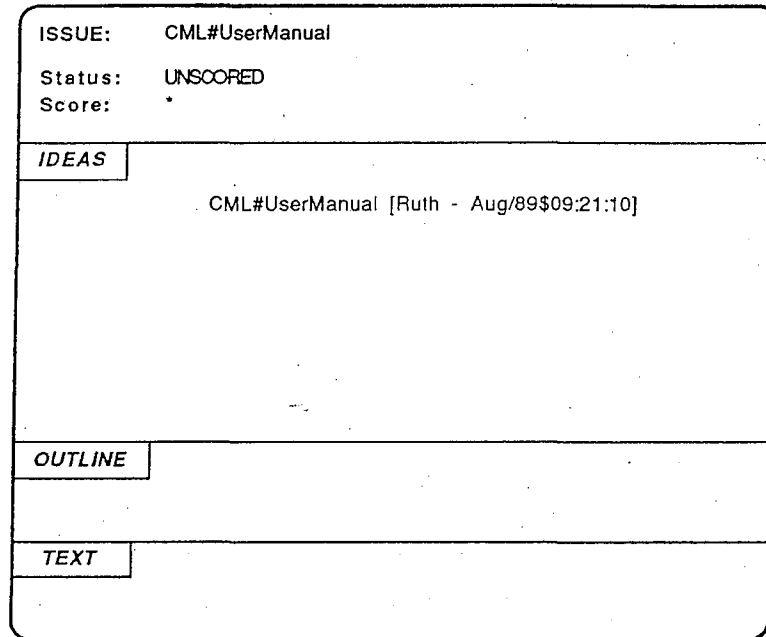 ISSUE: CML#UserManual
Status: UNSCORED
Score: *
IDEAS
CML#UserManual [Ruth - Aug/89$09:21:10]
OUTLINE
TEXT